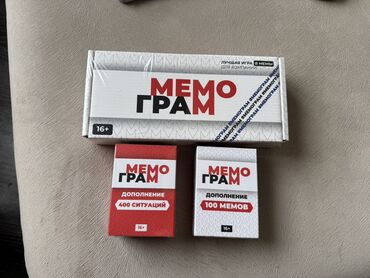 ЛУЧШАЯ ИГРА В МЕМЫ
ДЛЯ КОМПАНИИ
МЕМО
ГРАМ
16+
МЕМО
ГРАМ
ДОПОЛНЕНИЕ
400 СИТУАЦИЙ
16+
МЕМО
ГРАМ
ДОПОЛНЕНИЕ
100 МЕМОВ
16+